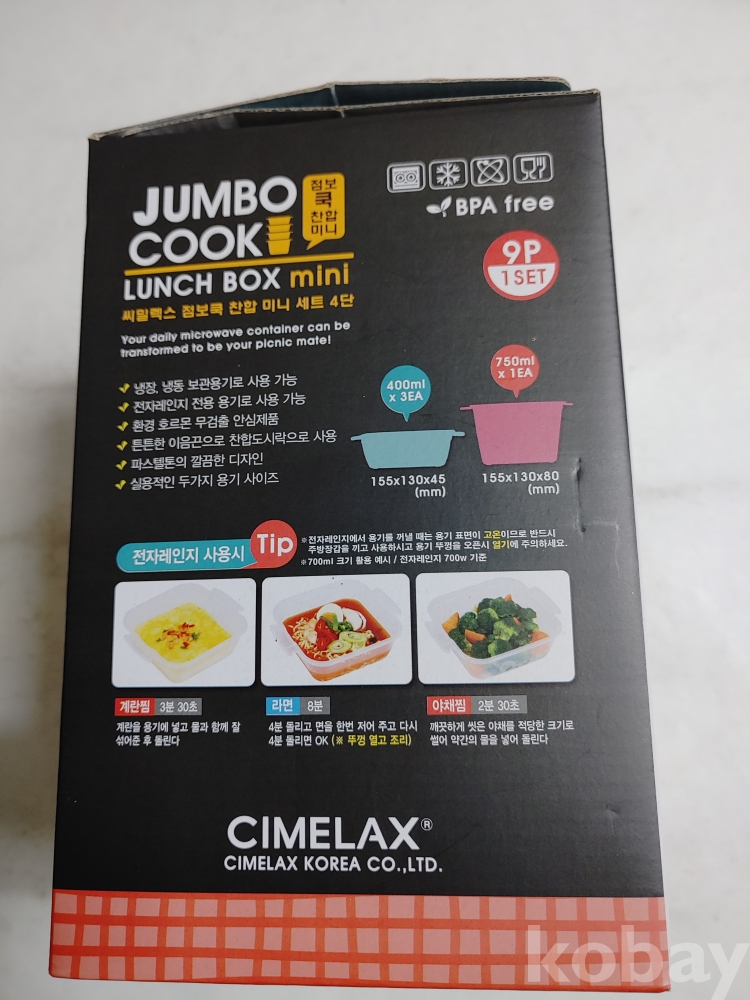 JUMBO
COOK
점보
쿡
찬합
미니
LUNCH BOX mini
씨밀렉스 점보쿡 찬합 미니 세트 4단
Your daily microwave container can be
transformed to be your picnic mate!
BPA free
9P
1SET
냉장, 냉동 보관용기로 사용 가능
전자레인지 전용 용기로 사용 가능
환경 호르몬 무검출 안심제품
튼튼한 이음끈으로 찬합도시락으로 사용
파스텔톤의 깔끔한 디자인
실용적인 두가지 용기 사이즈
400ml
x 3EA
750ml
x 1EA
155x130x45
(mm)
155x130x80
(mm)
전자레인지 사용시
Tip
※전자레인지에서 용기를 꺼낼 때는 용기 표면이 고온이므로 반드시
주방장갑을 끼고 사용하시고 용기 뚜껑을 오픈시 열기에 주의하세요.
※700ml 크기 활용 예시 / 전자레인지 700w 기준
계란찜 3분 30초
계란을 용기에 넣고 물과 함께 잘
섞어준 후 돌린다
라면 8분
4분 돌리고 면을 한번 저어 주고 다시
4분 돌리면 OK (※ 뚜껑 열고 조리)
야채찜 2분 30초
깨끗하게 씻은 야채를 적당한 크기로
썰어 약간의 물을 넣어 돌린다
CIMELAX®
CIMELAX KOREA CO.,LTD.
kobay